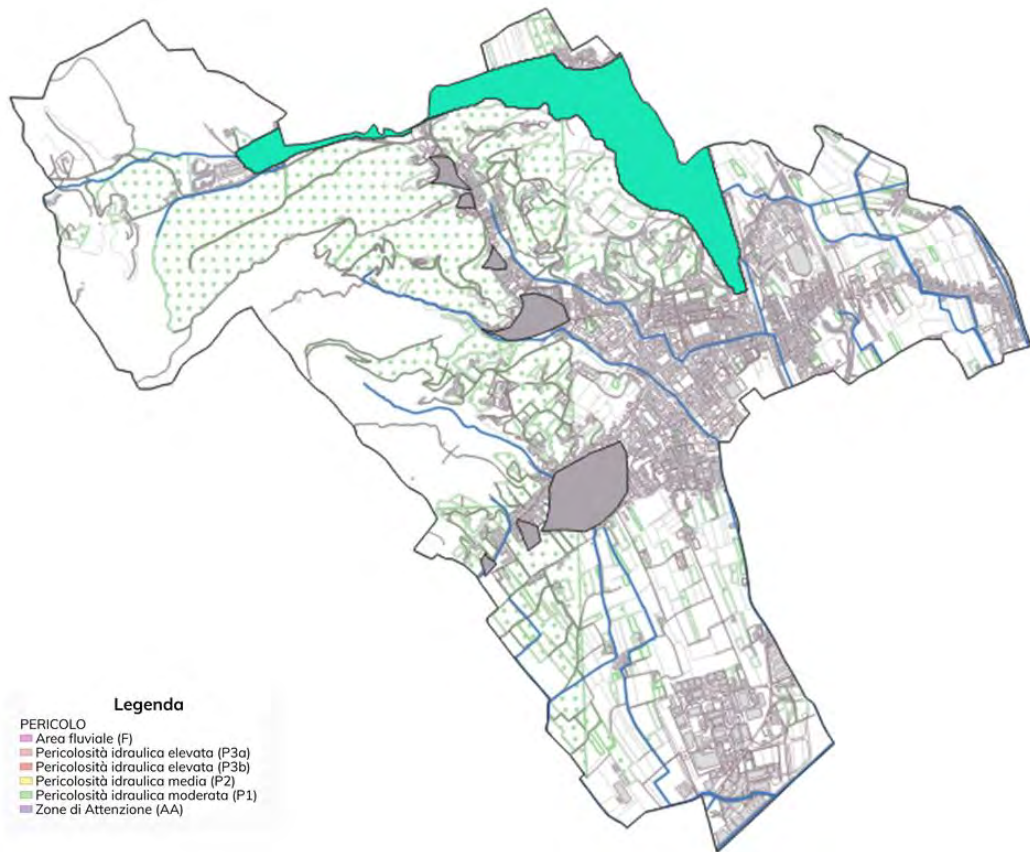 Legenda
PERICOLO
Area fluviale (F)
Pericolosità idraulica elevata (P3a)
Pericolosità idraulica elevata (P3b)
Pericolosità idraulica media (P2)
Pericolosità idraulica moderata (P1)
Zone di Attenzione (AA)